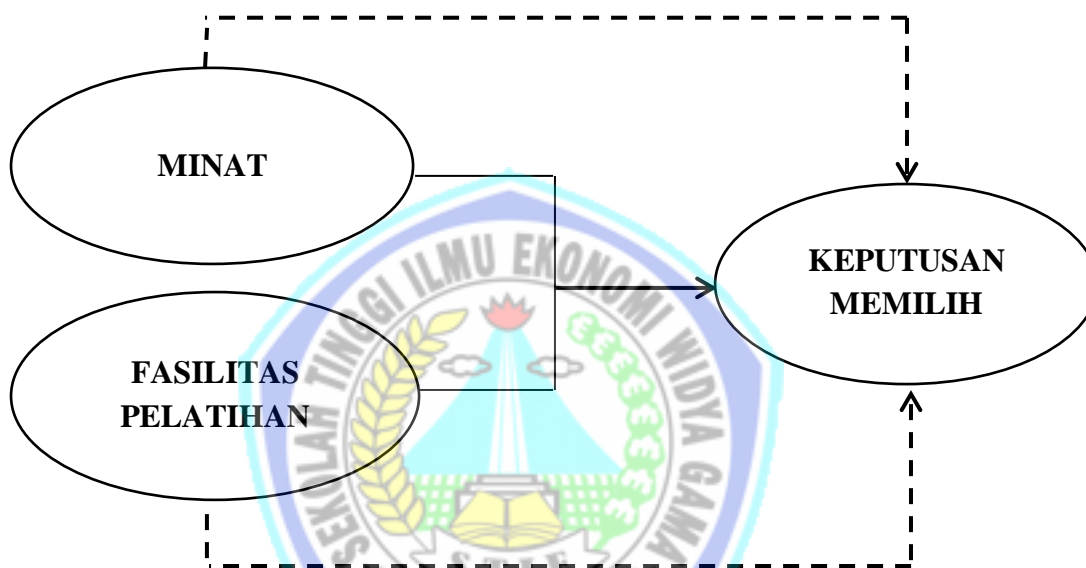 MINAT
KEPUTUSAN
MEMILIH
FASILITAS
PELATIHAN
SEKOLAH TINGGI ILMU EKONOMI WIDYA GAMA
S T I E